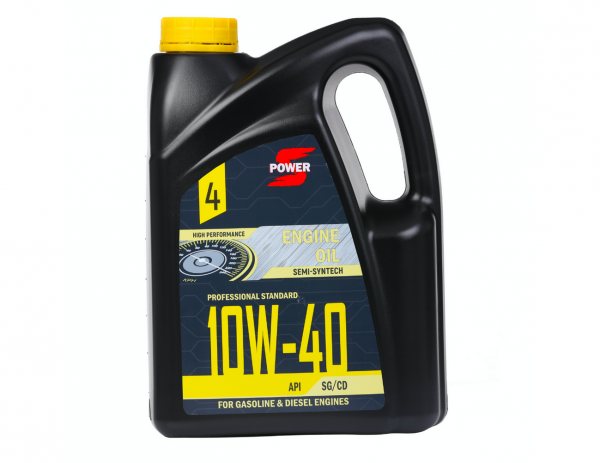 S
POWER
4
HIGH PERFORMANCE
ENGINE
OIL
SEMI-SYNTECH
PROFESSIONAL STANDARD
10W-40
API SG/CD
FOR GASOLINE & DIESEL ENGINES